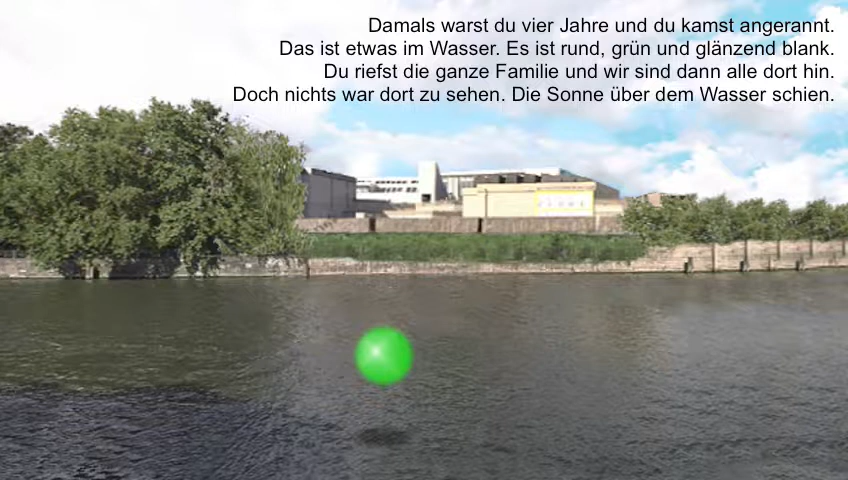 Damals warst du vier Jahre und du kamst angerannt.
Das ist etwas im Wasser. Es ist rund, grün und glänzend blank.
Du riefst die ganze Familie und wir sind dann alle dort hin.
Doch nichts war dort zu sehen. Die Sonne über dem Wasser schien.